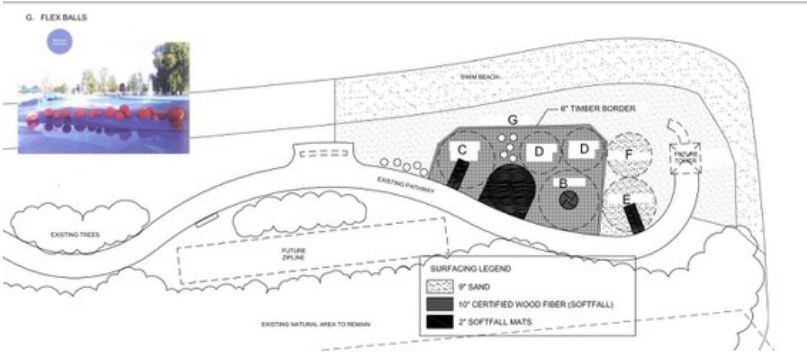 G. FLEX BALLS
SWIM BEACH
6" TIMBER BORDER
G
C
D
D
F
FUTURE
TOWER
B
E
EXISTING PATHWAY
EXISTING TREES
FUTURE
ZIPLINE
SURFACING LEGEND
9" SAND
10" CERTIFIED WOOD FIBER (SOFTFALL)
2" SOFTFALL MATS
EXISTING NATURAL AREA TO REMAIN